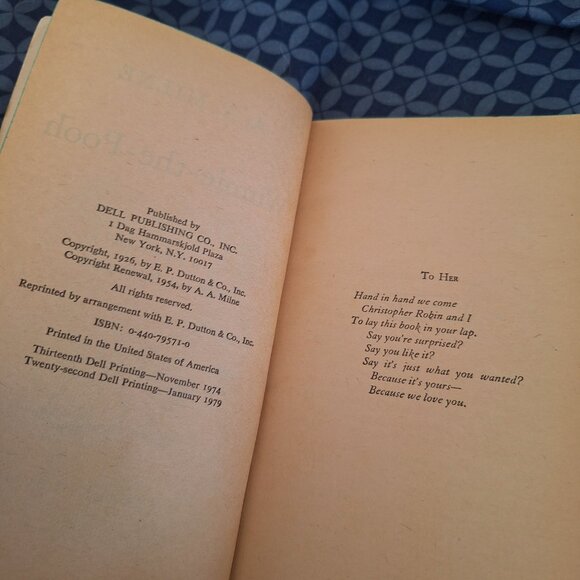 Published by
DELL PUBLISHING CO., INC.
1 Dag Hammarskjold Plaza
New York, N.Y. 10017
Copyright, 1926, by E. P. Dutton & Co., Inc.
Copyright Renewal, 1954, by A. A. Milne
All rights reserved.
Reprinted by arrangement with E. P. Dutton & Co., Inc.
ISBN: 0-440-79571-0
Printed in the United States of America
Thirteenth Dell Printing—November 1974
Twenty-second Dell Printing—January 1979
To Her
Hand in hand we come
Christopher Robin and I
To lay this book in your lap.
Say you're surprised?
Say you like it?
Say it's just what you wanted?
Because it's yours—
Because we love you.